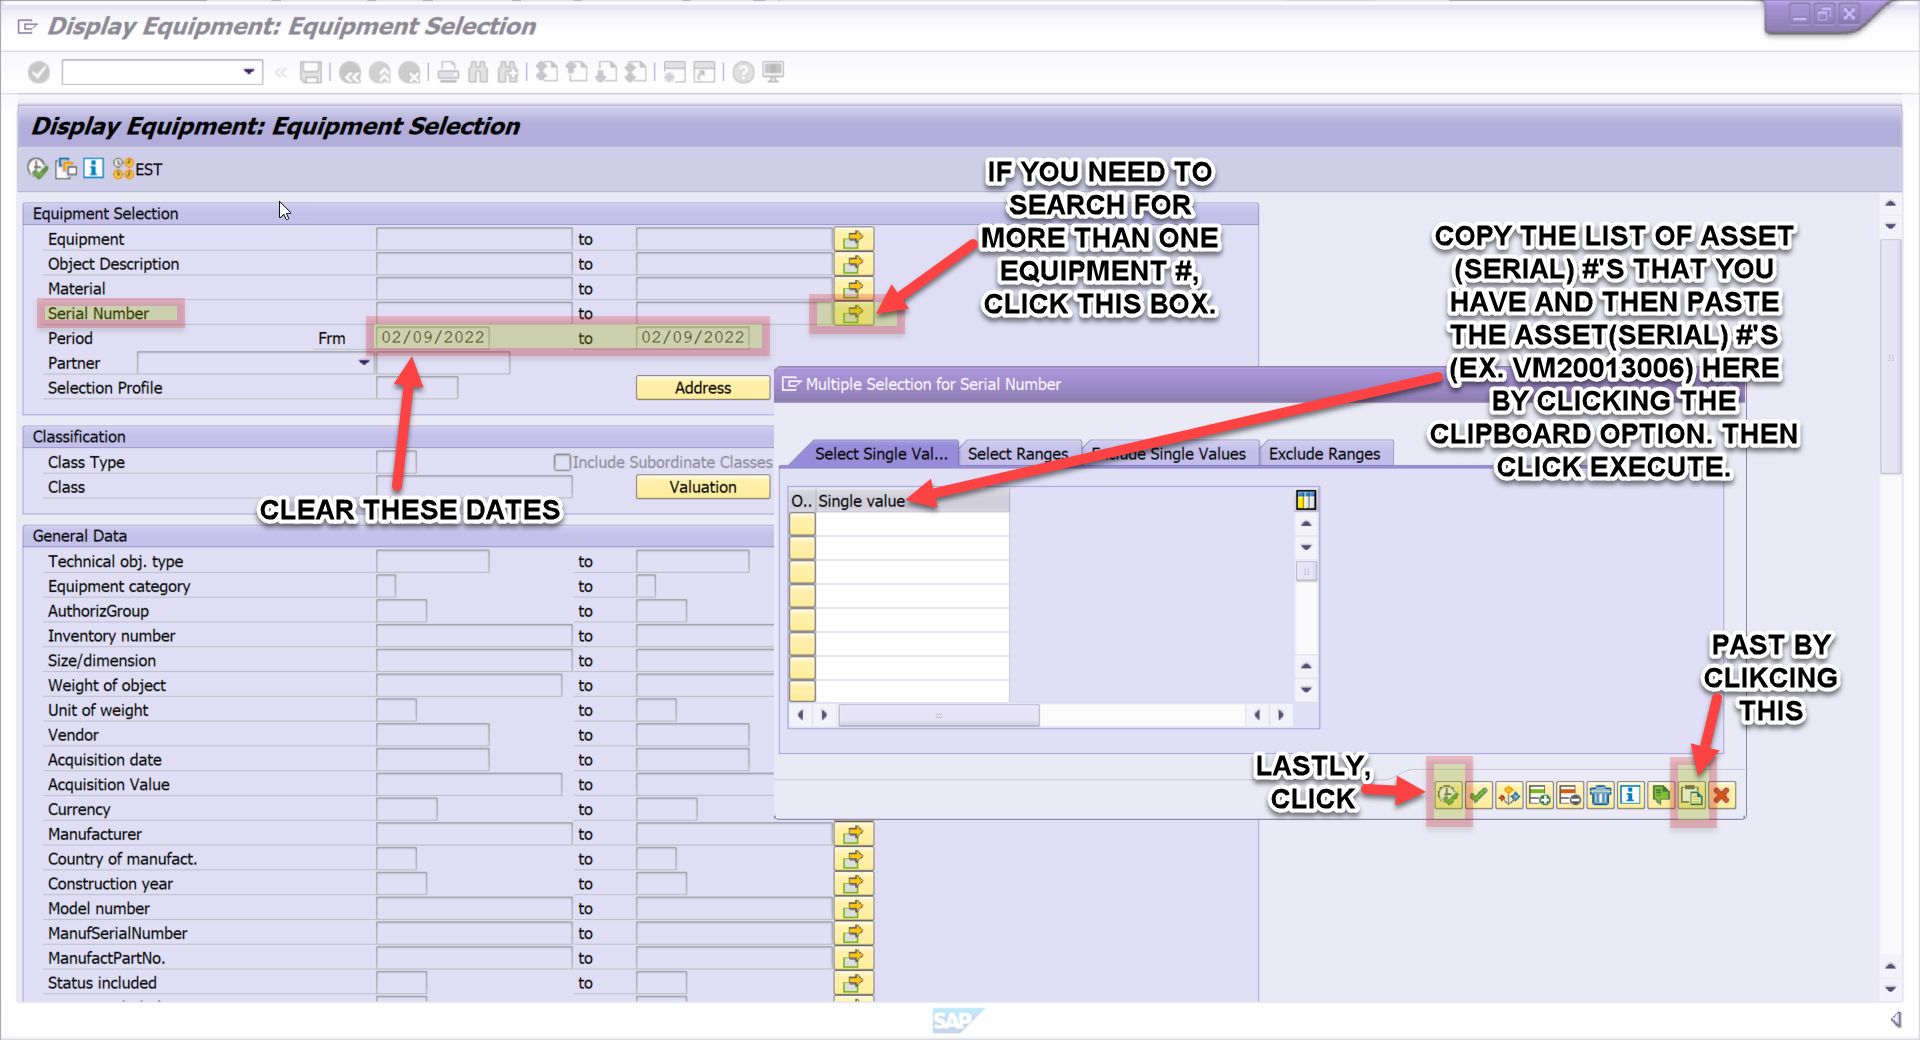 Display Equipment: Equipment Selection
Display Equipment: Equipment Selection
EST
Equipment Selection
Equipment to
Object Description to
Material to
Serial Number to
Period Frm 02/09/2022 to 02/09/2022
Partner
Selection Profile Address
Classification
Class Type Include Subordinate Classes
Class Valuation
General Data
Technical obj. type to
Equipment category to
AuthorizGroup to
Inventory number to
Size/dimension to
Weight of object to
Unit of weight to
Vendor to
Acquisition date to
Acquisition Value to
Currency to
Manufacturer to
Country of manufact. to
Construction year to
Model number to
ManufSerialNumber to
ManufactPartNo. to
Status included to
IF YOU NEED TO
SEARCH FOR
MORE THAN ONE
EQUIPMENT #,
CLICK THIS BOX.
CLEAR THESE DATES
COPY THE LIST OF ASSET
(SERIAL) #'S THAT YOU
HAVE AND THEN PASTE
THE ASSET(SERIAL) #'S
(EX. VM20013006) HERE
BY CLICKING THE
CLIPBOARD OPTION. THEN
CLICK EXECUTE.
Multiple Selection for Serial Number
Select Single Val... Select Ranges Single Values Exclude Ranges
O.. Single value
PAST BY
CLIKCING
THIS
LASTLY,
CLICK
SAP